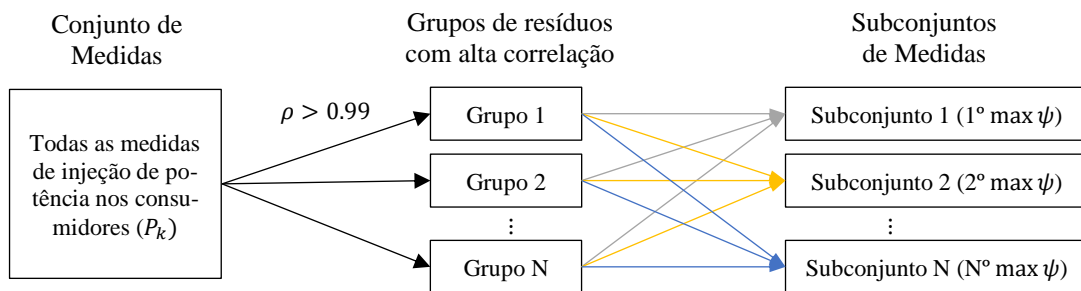 Conjunto de
Medidas
Grupos de resíduos
com alta correlação
Subconjuntos
de Medidas
Todas as medidas
de injeção de po-
tência nos consu-
midores (𝑃ₖ)
𝜌 > 0.99
Grupo 1
Grupo 2
⋮
Grupo N
Subconjunto 1 (1º max 𝜓)
Subconjunto 2 (2º max 𝜓)
⋮
Subconjunto N (Nº max 𝜓)